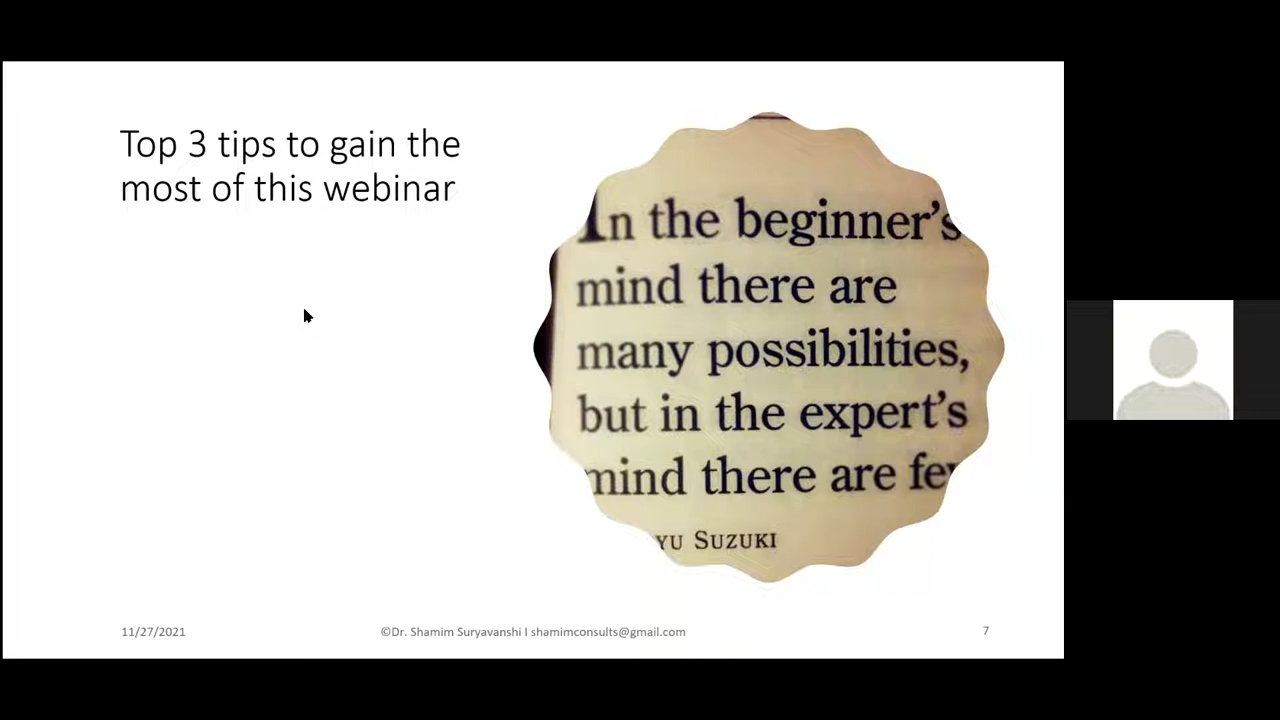 Top 3 tips to gain the
most of this webinar
In the beginner's
mind there are
many possibilities,
but in the expert's
mind there are
YU SUZUKI
11/27/2021
©Dr. Shamim Suryavanshi I shamimconsults@gmail.com
7